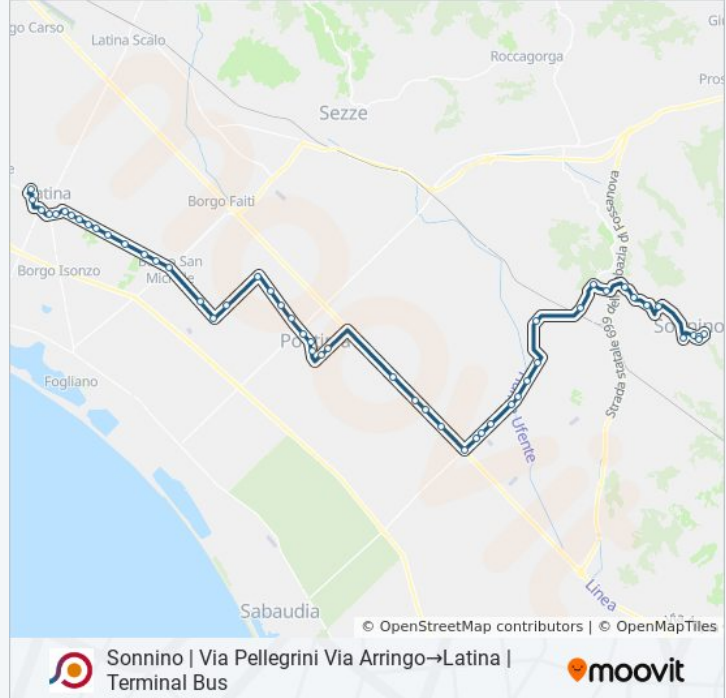 go Carso
Latina Scalo
Roccagorga
Pros
Sezze
Latina
Borgo Faiti
Borgo San
Michele
Borgo Isonzo
Strada statale 699 dell'Abbazia di Fossanova
Sonnino
Pontinia
Fogliano
Ufente
Linea
Sabaudia
© OpenStreetMap contributors | © OpenMapTiles
Sonnino | Via Pellegrini Via Arringo→Latina |
Terminal Bus
moovit